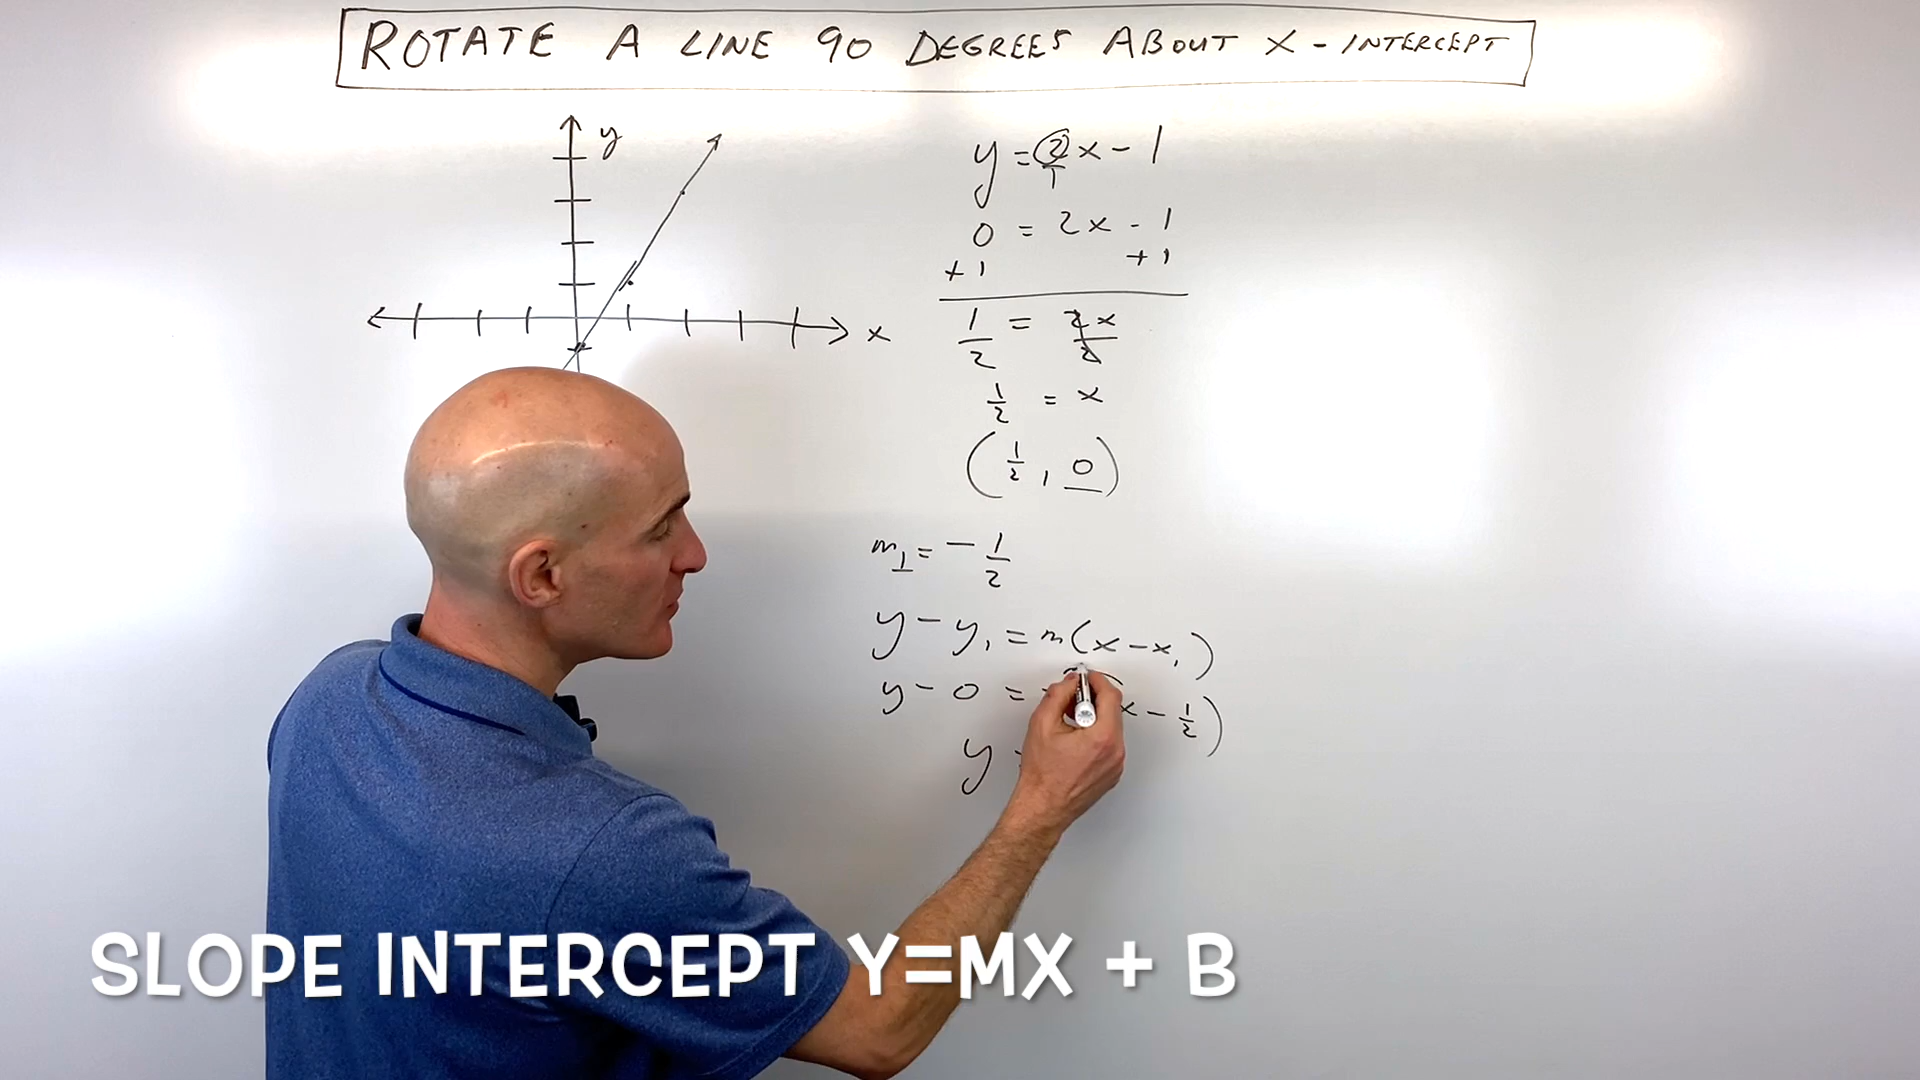 ROTATE A LINE 90 DEGREES ABOUT X-INTERCEPT
y
x
y = 2x - 1
1
0 = 2x - 1
+1 +1
1/2 = 2x/2
1/2 = x
(1/2, 0)
m⊥ = -1/2
y - y₁ = m(x - x₁)
y - 0 = (x - 1/2)
y =
SLOPE INTERCEPT Y=MX + B